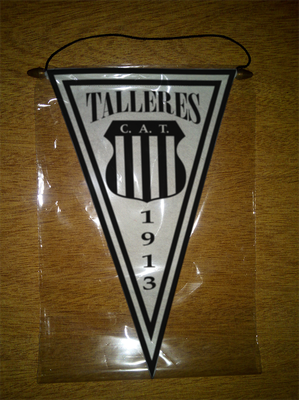 TALLERES
C. A. T.
1913